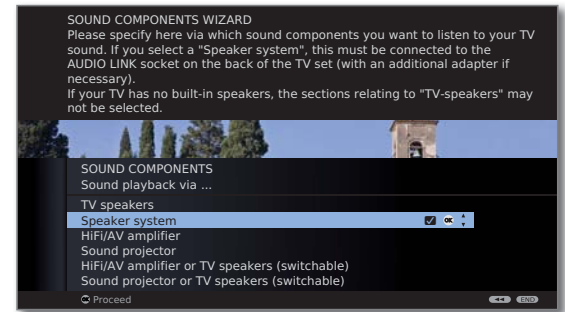 SOUND COMPONENTS WIZARD
Please specify here via which sound components you want to listen to your TV
sound. If you select a "Speaker system", this must be connected to the
AUDIO LINK socket on the back of the TV set (with an additional adapter if
necessary).
If your TV has no built-in speakers, the sections relating to "TV-speakers" may
not be selected.
SOUND COMPONENTS
Sound playback via ...
TV speakers
Speaker system OK
HiFi/AV amplifier
Sound projector
HiFi/AV amplifier or TV speakers (switchable)
Sound projector or TV speakers (switchable)
OK Proceed END